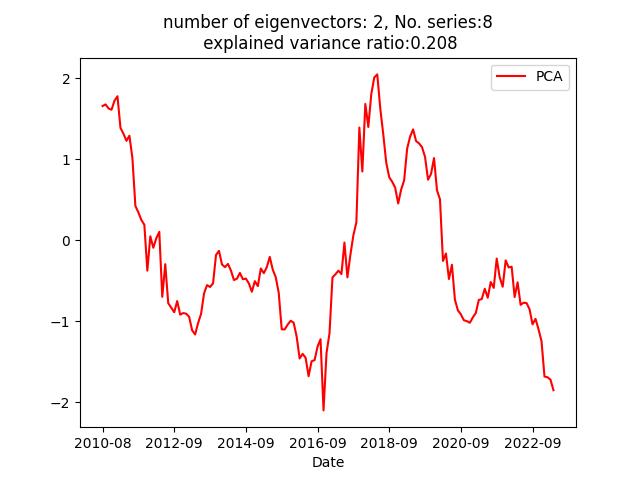 number of eigenvectors: 2, No. series:8
explained variance ratio:0.208
PCA
2
1
0
−1
−2
2010-08 2012-09 2014-09 2016-09 2018-09 2020-09 2022-09
Date